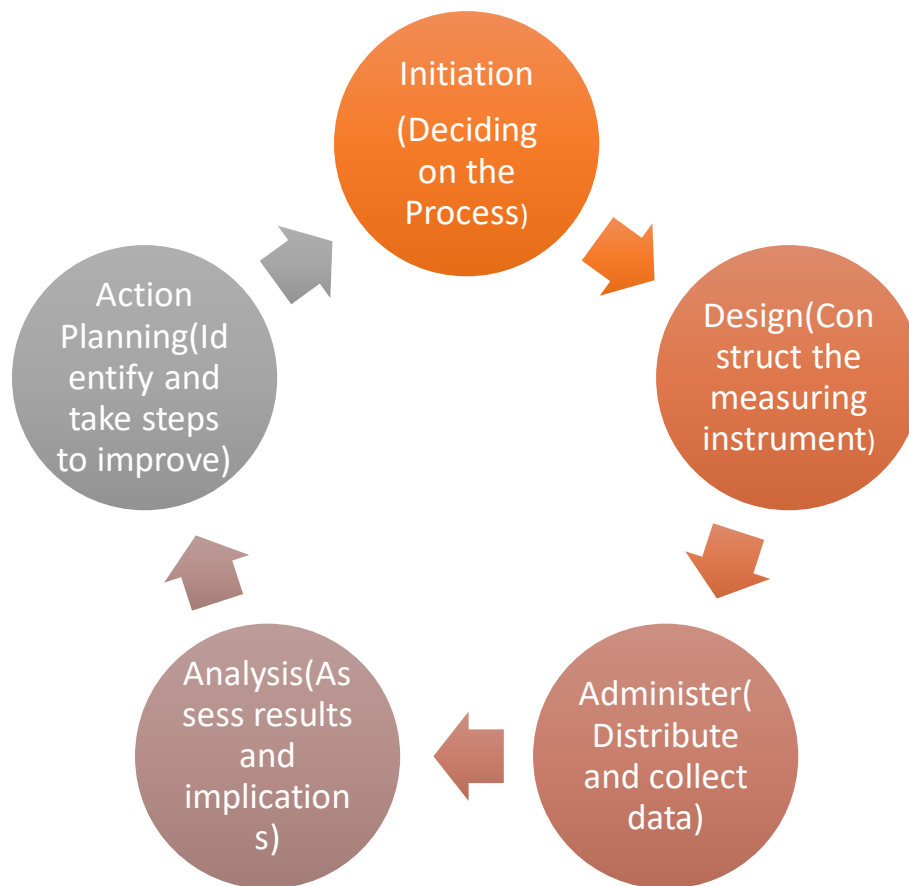 Initiation
(Deciding
on the
Process)
Design(Con
struct the
measuring
instrument)
Administer(
Distribute
and collect
data)
Analysis(As
sess results
and
implication
s)
Action
Planning(Id
entify and
take steps
to improve)